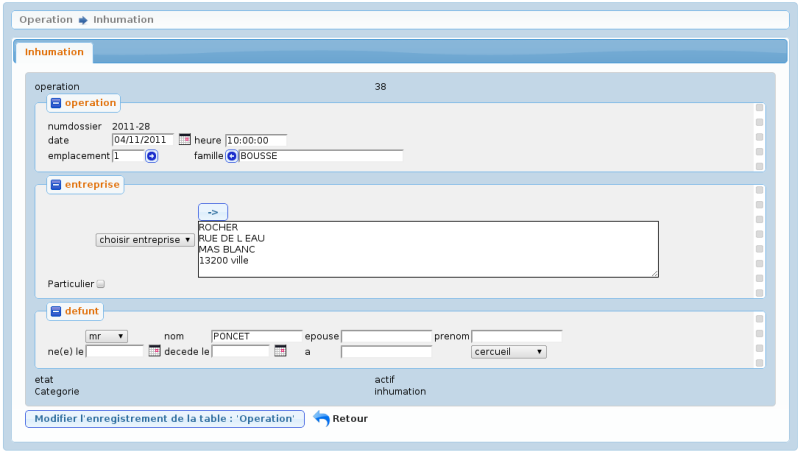 Operation Inhumation
Inhumation
operation 38
operation
numdossier 2011-28
date 04/11/2011 heure 10:00:00
emplacement 1 famille BOUSSE
entreprise
->
choisir entreprise
ROCHER
RUE DE L EAU
MAS BLANC
13200 ville
Particulier
defunt
mr nom PONCET epouse prenom
ne(e) le decede le a cercueil
etat actif
Categorie inhumation
Modifier l'enregistrement de la table : 'Operation' Retour